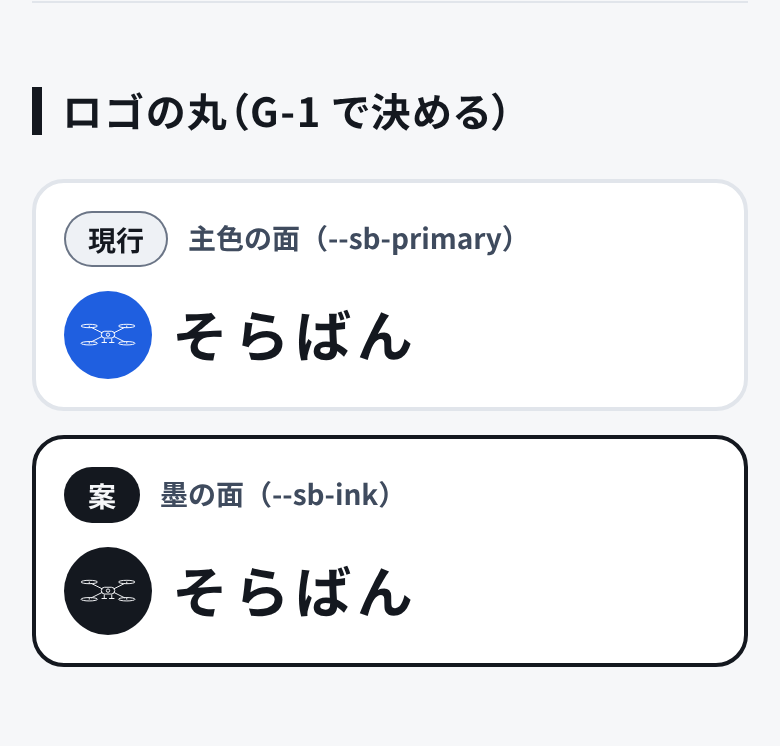 ロゴの丸（G-1 で決める）
現行 主色の面（--sb-primary）
そらばん
案 墨の面（--sb-ink）
そらばん